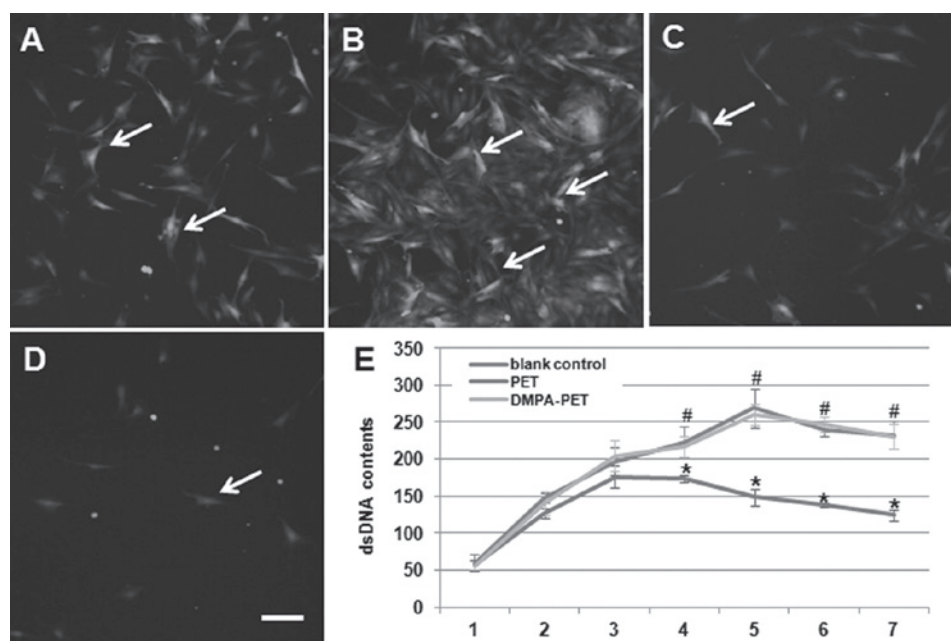 A
B
C
D
E
350
300
250
200
150
100
50
0
dsDNA contents
blank control
PET
DMPA-PET
#
#
#
#
*
*
*
*
1 2 3 4 5 6 7